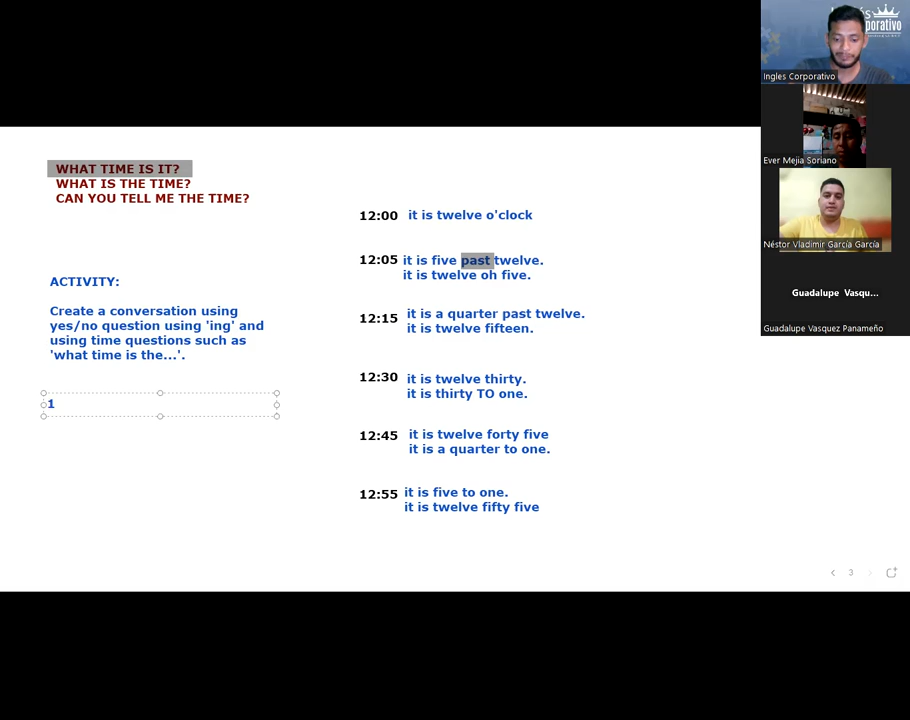 WHAT TIME IS IT?
WHAT IS THE TIME?
CAN YOU TELL ME THE TIME?
ACTIVITY:
Create a conversation using
yes/no question using 'ing' and
using time questions such as
'what time is the...'.
1
12:00 it is twelve o'clock
12:05 it is five past twelve.
it is twelve oh five.
12:15 it is a quarter past twelve.
it is twelve fifteen.
12:30 it is twelve thirty.
it is thirty TO one.
12:45 it is twelve forty five
it is a quarter to one.
12:55 it is five to one.
it is twelve fifty five
3
Ingles Corporativo
Ever Mejia Soriano
Néstor Vladimir García García
Guadalupe Vasqu...
Guadalupe Vasquez Panameño